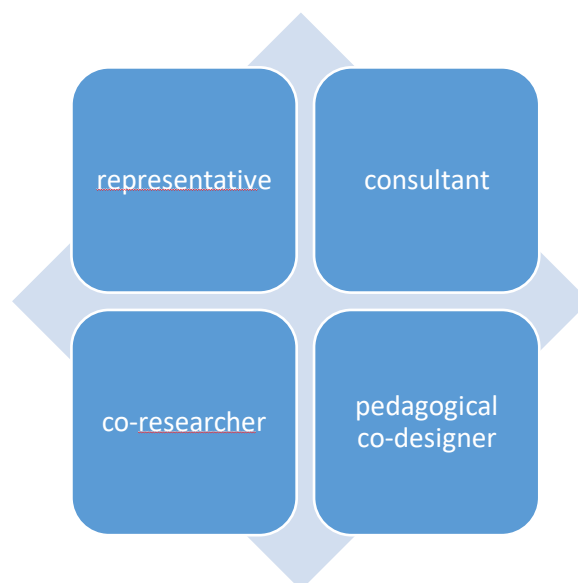 representative
consultant
co-researcher
pedagogical
co-designer